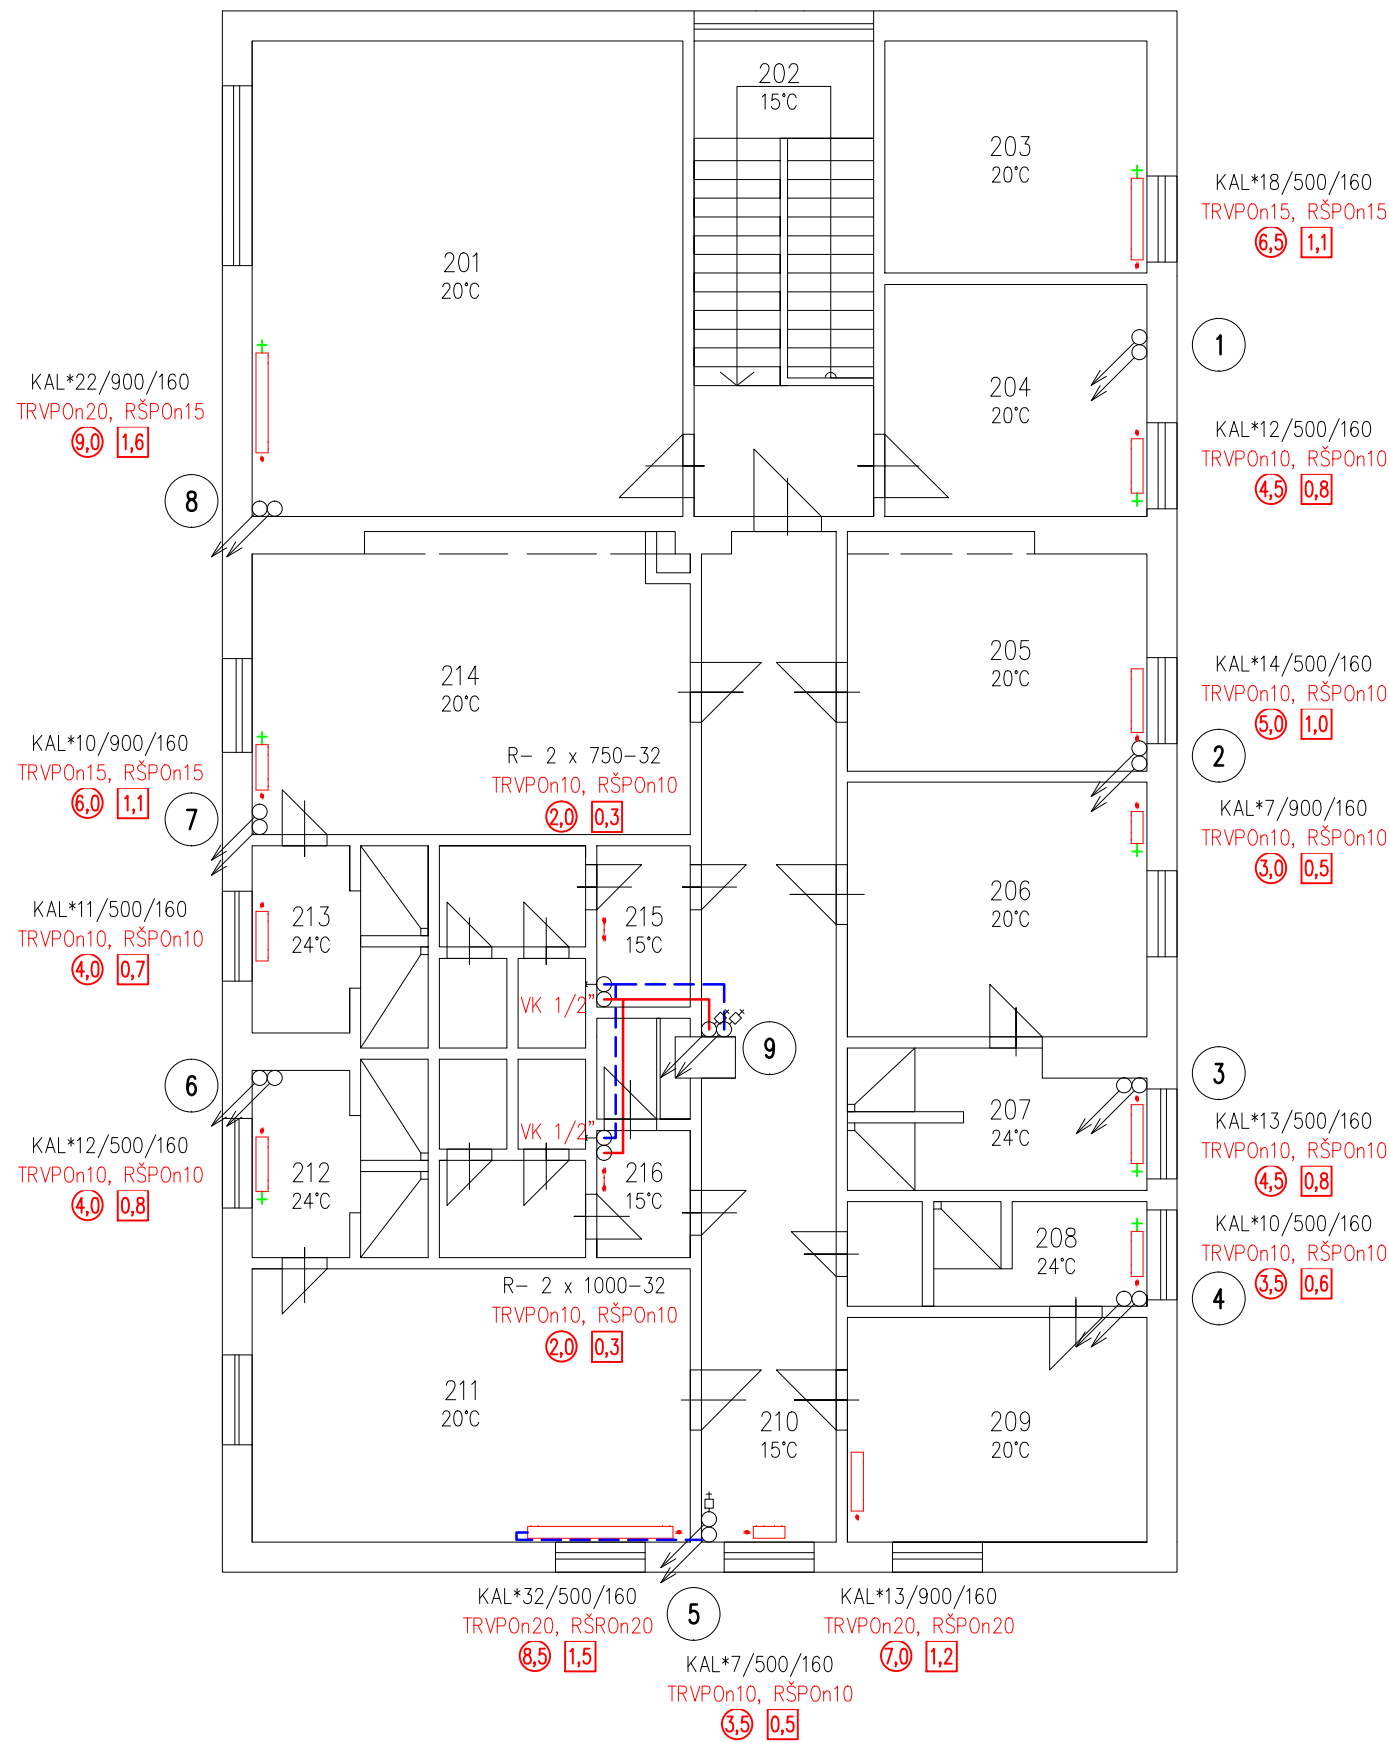 202
15°C
203
20°C
KAL*18/500/160
TRVPOn15, RŠPOn15
6,5 1,1
201
20°C
1
204
20°C
KAL*22/900/160
TRVPOn20, RŠPOn15
9,0 1,6
KAL*12/500/160
TRVPOn10, RŠPOn10
4,5 0,8
8
205
20°C
214
20°C
KAL*14/500/160
TRVPOn10, RŠPOn10
5,0 1,0
KAL*10/900/160
TRVPOn15, RŠPOn15
6,0 1,1
R- 2 x 750-32
TRVPOn10, RŠPOn10
2,0 0,3
2
7
KAL*7/900/160
TRVPOn10, RŠPOn10
3,0 0,5
206
20°C
KAL*11/500/160
TRVPOn10, RŠPOn10
4,0 0,7
213
24°C
215
15°C
VK 1/2"
9
3
6
207
24°C
KAL*13/500/160
TRVPOn10, RŠPOn10
4,5 0,8
VK 1/2"
KAL*12/500/160
TRVPOn10, RŠPOn10
4,0 0,8
212
24°C
216
15°C
208
24°C
KAL*10/500/160
TRVPOn10, RŠPOn10
3,5 0,6
R- 2 x 1000-32
TRVPOn10, RŠPOn10
2,0 0,3
4
211
20°C
210
15°C
209
20°C
KAL*32/500/160
TRVPOn20, RŠROn20
8,5 1,5
5
KAL*13/900/160
TRVPOn20, RŠPOn20
7,0 1,2
KAL*7/500/160
TRVPOn10, RŠPOn10
3,5 0,5